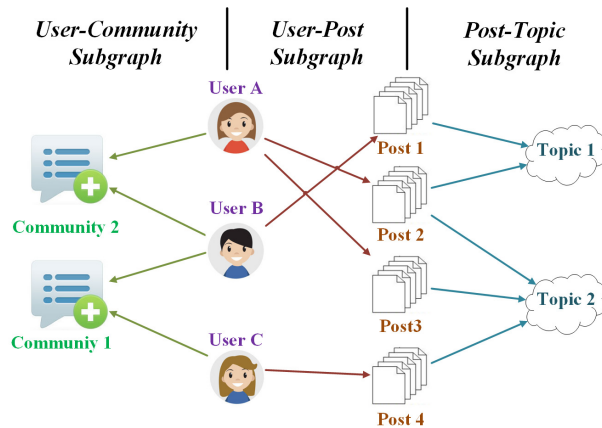 User-Community
Subgraph
User-Post
Subgraph
Post-Topic
Subgraph
User A
Post 1
Topic 1
Community 2
User B
Post 2
Communiy 1
User C
Post3
Topic 2
Post 4